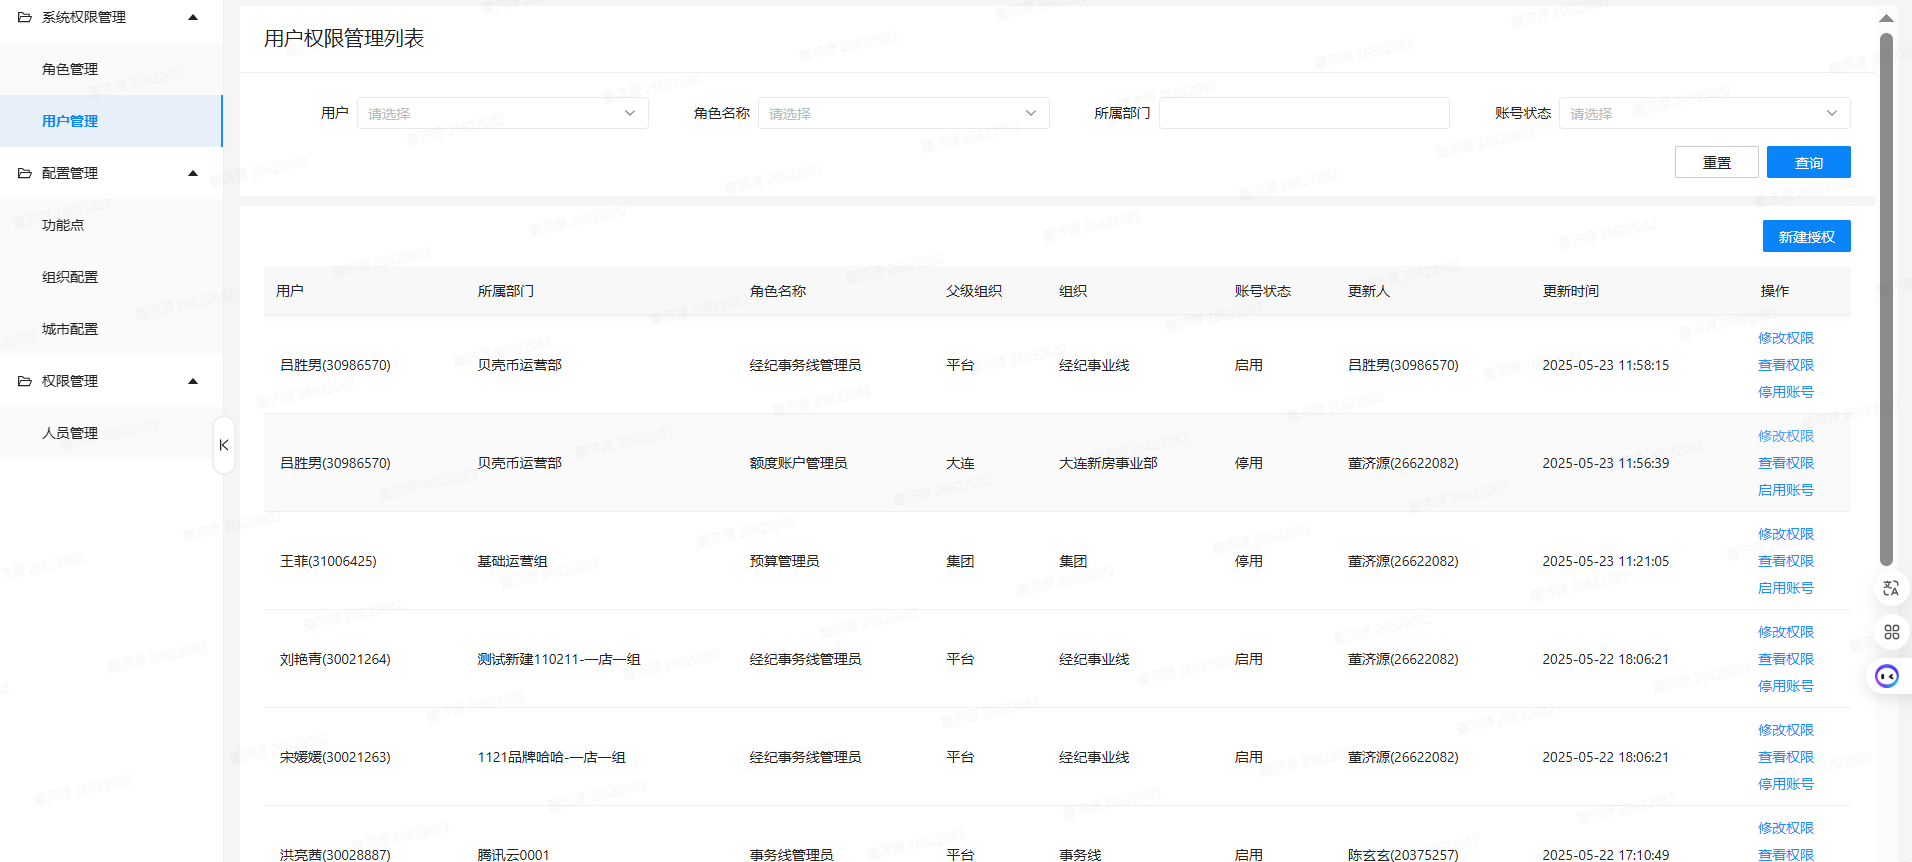 系统权限管理
角色管理
用户管理
配置管理
功能点
组织配置
城市配置
权限管理
人员管理
用户权限管理列表
用户 请选择 角色名称 请选择 所属部门 账号状态 请选择
重置 查询
新建授权
用户 所属部门 角色名称 父级组织 组织 账号状态 更新人 更新时间 操作
吕胜男(30986570) 贝壳币运营部 经纪事务线管理员 平台 经纪事业线 启用 吕胜男(30986570) 2025-05-23 11:58:15 修改权限 查看权限 停用账号
吕胜男(30986570) 贝壳币运营部 额度账户管理员 大连 大连新房事业部 停用 董济源(26622082) 2025-05-23 11:56:39 修改权限 查看权限 启用账号
王菲(31006425) 基础运营组 预算管理员 集团 集团 停用 董济源(26622082) 2025-05-23 11:21:05 修改权限 查看权限 启用账号
刘艳青(30021264) 测试新建110211-一店一组 经纪事务线管理员 平台 经纪事业线 启用 董济源(26622082) 2025-05-22 18:06:21 修改权限 查看权限 停用账号
宋媛媛(30021263) 1121品牌哈哈-一店一组 经纪事务线管理员 平台 经纪事业线 启用 董济源(26622082) 2025-05-22 18:06:21 修改权限 查看权限 停用账号
洪亮茜(30028887) 腾讯云0001 事务线管理员 平台 事务线 启用 陈玄玄(20375257) 2025-05-22 17:10:49 修改权限 查看权限
董济源 26622082